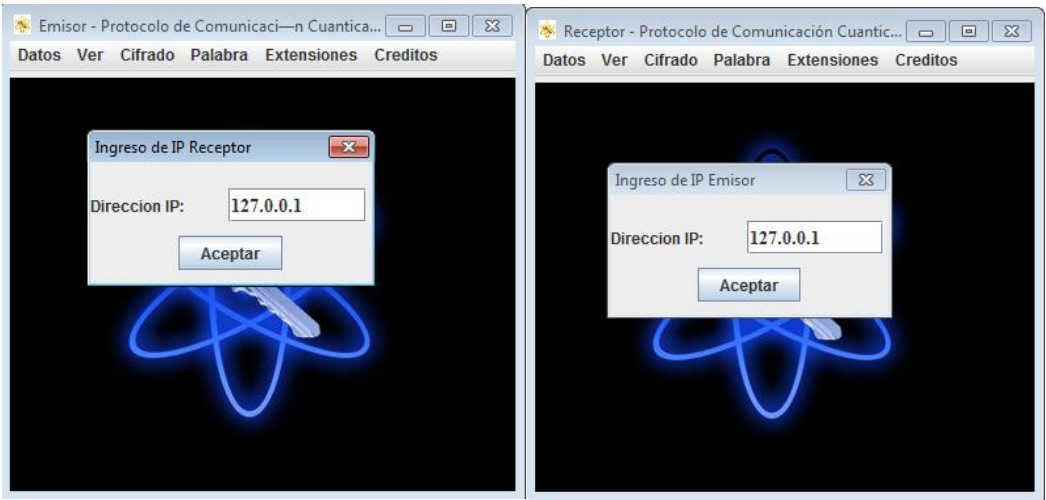 Emisor - Protocolo de Comunicaci—n Cuantica...
Datos Ver Cifrado Palabra Extensiones Creditos
Ingreso de IP Receptor
Direccion IP: 127.0.0.1
Aceptar
Receptor - Protocolo de Comunicación Cuantic...
Datos Ver Cifrado Palabra Extensiones Creditos
Ingreso de IP Emisor
Direccion IP: 127.0.0.1
Aceptar